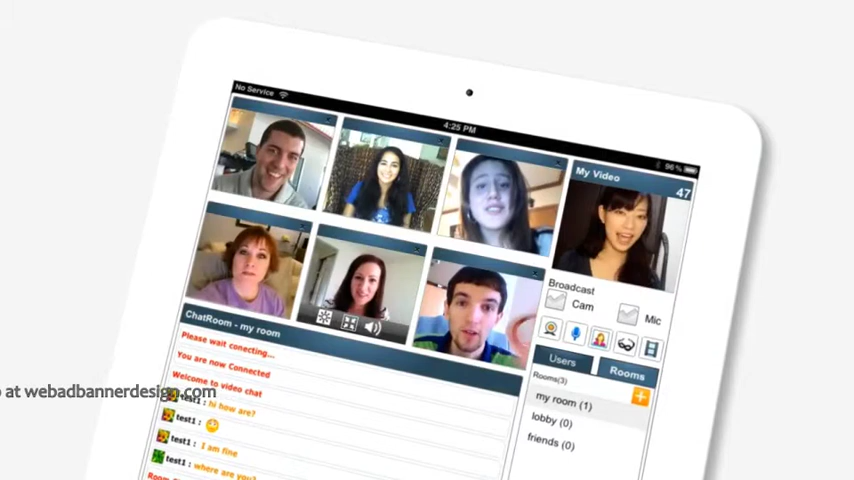 No Service
4:25 PM
96 %
My Video
47
Broadcast
Cam
Mic
ChatRoom - my room
Please wait conecting...
You are now Connected
Welcome to video chat
test1 : hi how are?
test1 :
test1 : I am fine
test1 : where are you?
Room
Users
Rooms
Rooms(3)
my room (1)
lobby (0)
friends (0)
o at webadbannerdesign.com